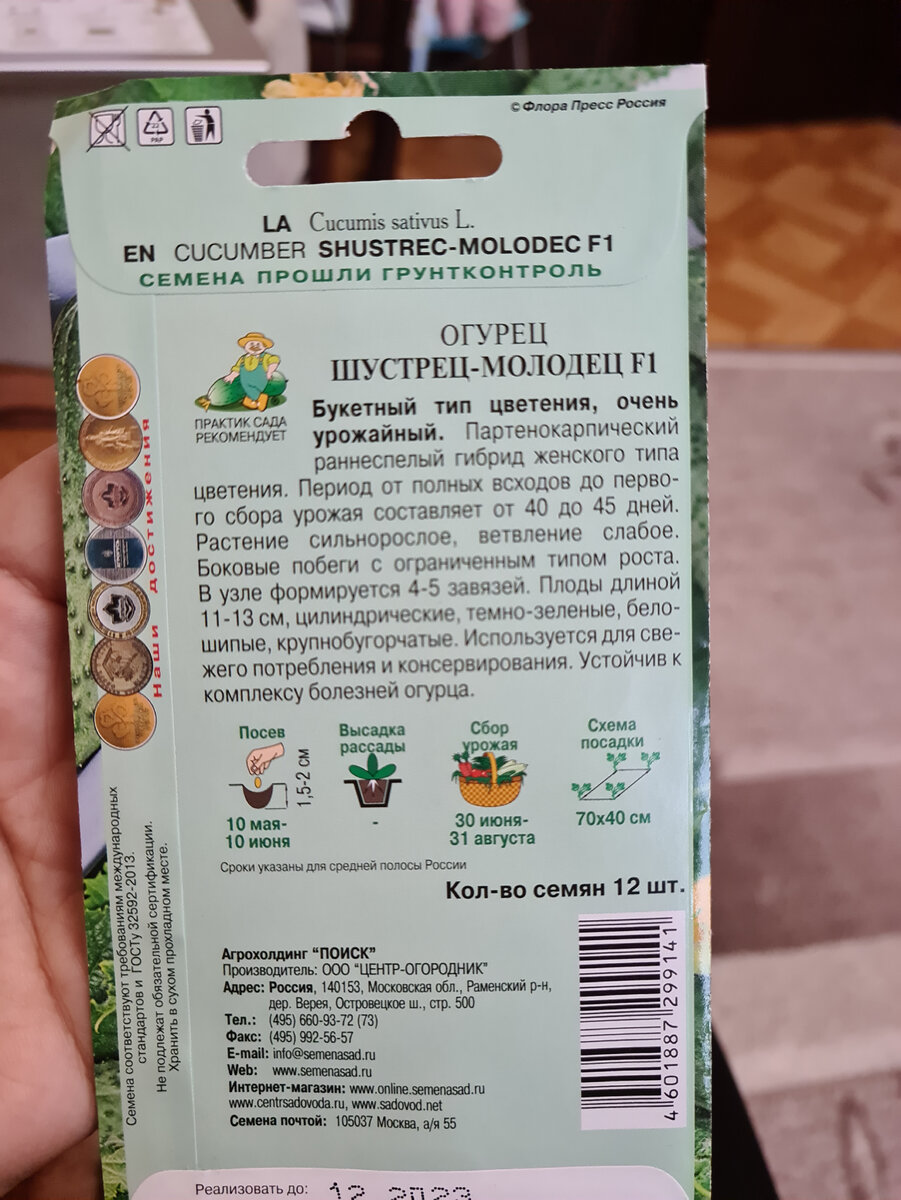 © Флора Пресс Россия
LA Cucumis sativus L.
EN CUCUMBER SHUSTREC-MOLODEC F1
СЕМЕНА ПРОШЛИ ГРУНТКОНТРОЛЬ
ОГУРЕЦ
ШУСТРЕЦ-МОЛОДЕЦ F1
ПРАКТИК САДА
РЕКОМЕНДУЕТ
Букетный тип цветения, очень
урожайный. Партенокарпический
раннеспелый гибрид женского типа
цветения. Период от полных всходов до перво-
го сбора урожая составляет от 40 до 45 дней.
Растение сильнорослое, ветвление слабое.
Боковые побеги с ограниченным типом роста.
В узле формируется 4-5 завязей. Плоды длиной
11-13 см, цилиндрические, темно-зеленые, бело-
шипые, крупнобугорчатые. Используется для све-
жего потребления и консервирования. Устойчив к
комплексу болезней огурца.
Наши достижения
Посев
1,5-2 см
10 мая-
10 июня
Высадка
рассады
-
Сбор
урожая
30 июня-
31 августа
Схема
посадки
70х40 см
Сроки указаны для средней полосы России
Кол-во семян 12 шт.
Семена соответствуют требованиям международных
стандартов и ГОСТу 32592-2013.
Не подлежат обязательной сертификации.
Хранить в сухом прохладном месте.
Агрохолдинг "ПОИСК"
Производитель: ООО "ЦЕНТР-ОГОРОДНИК"
Адрес: Россия, 140153, Московская обл., Раменский р-н,
дер. Верея, Островецкое ш., стр. 500
Тел.: (495) 660-93-72 (73)
Факс: (495) 992-56-57
E-mail: info@semenasad.ru
Web: www.semenasad.ru
Интернет-магазин: www.online.semenasad.ru
www.centrsadovoda.ru, www.sadovod.net
Семена почтой: 105037 Москва, а/я 55
4 601887 299141
Реализовать до: 12 2023